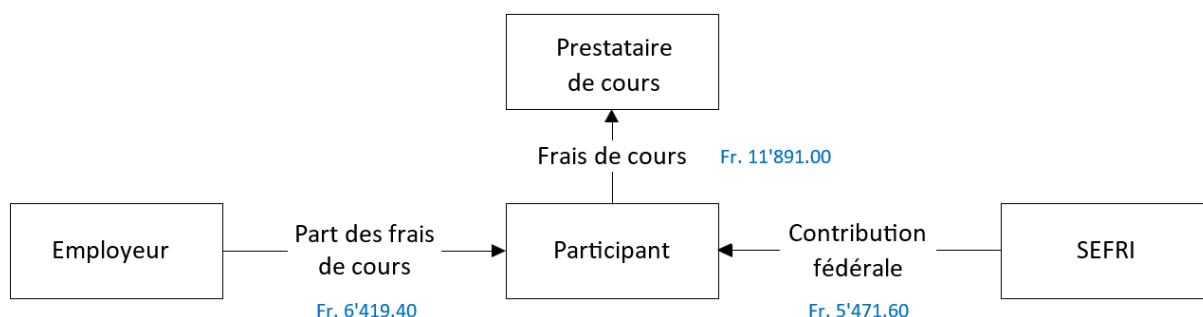 Prestataire
de cours
Frais de cours
Fr. 11'891.00
Employeur
Part des frais
de cours
Fr. 6'419.40
Participant
Contribution
fédérale
Fr. 5'471.60
SEFRI